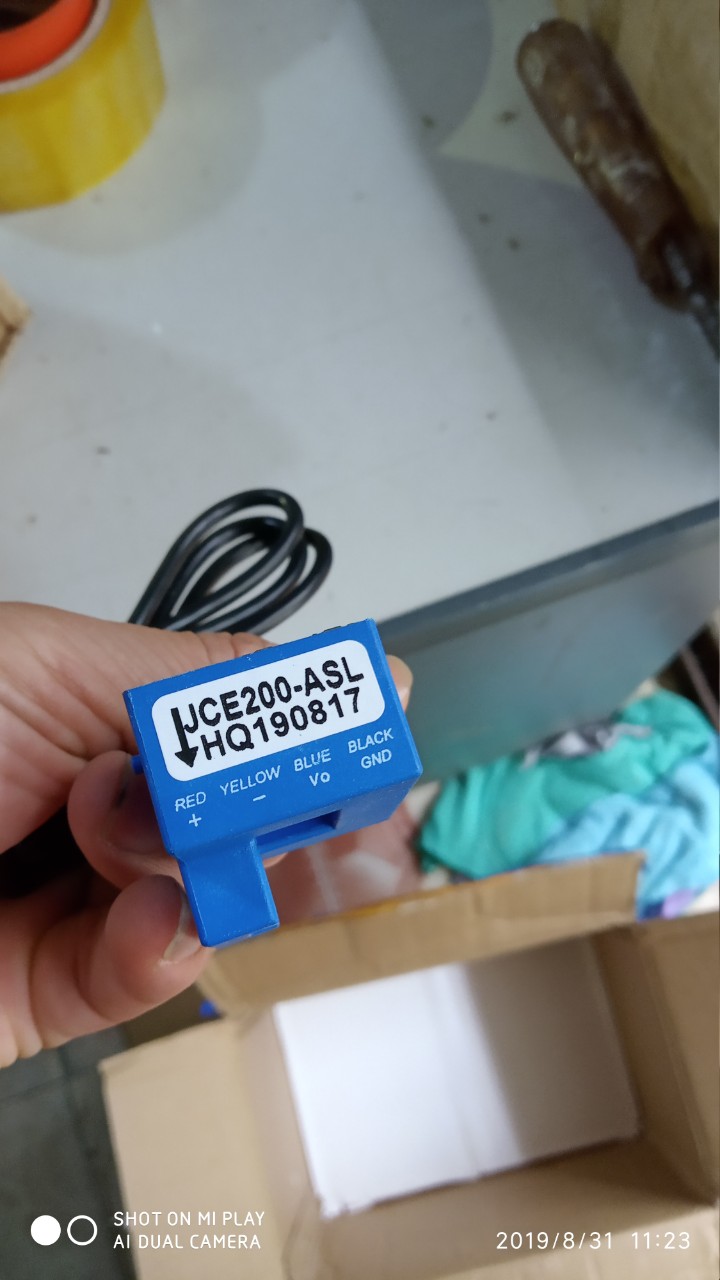 JCE200-ASL
HQ190817
RED YELLOW BLUE BLACK
+ − Vo GND
SHOT ON MI PLAY
AI DUAL CAMERA
2019/8/31 11:23